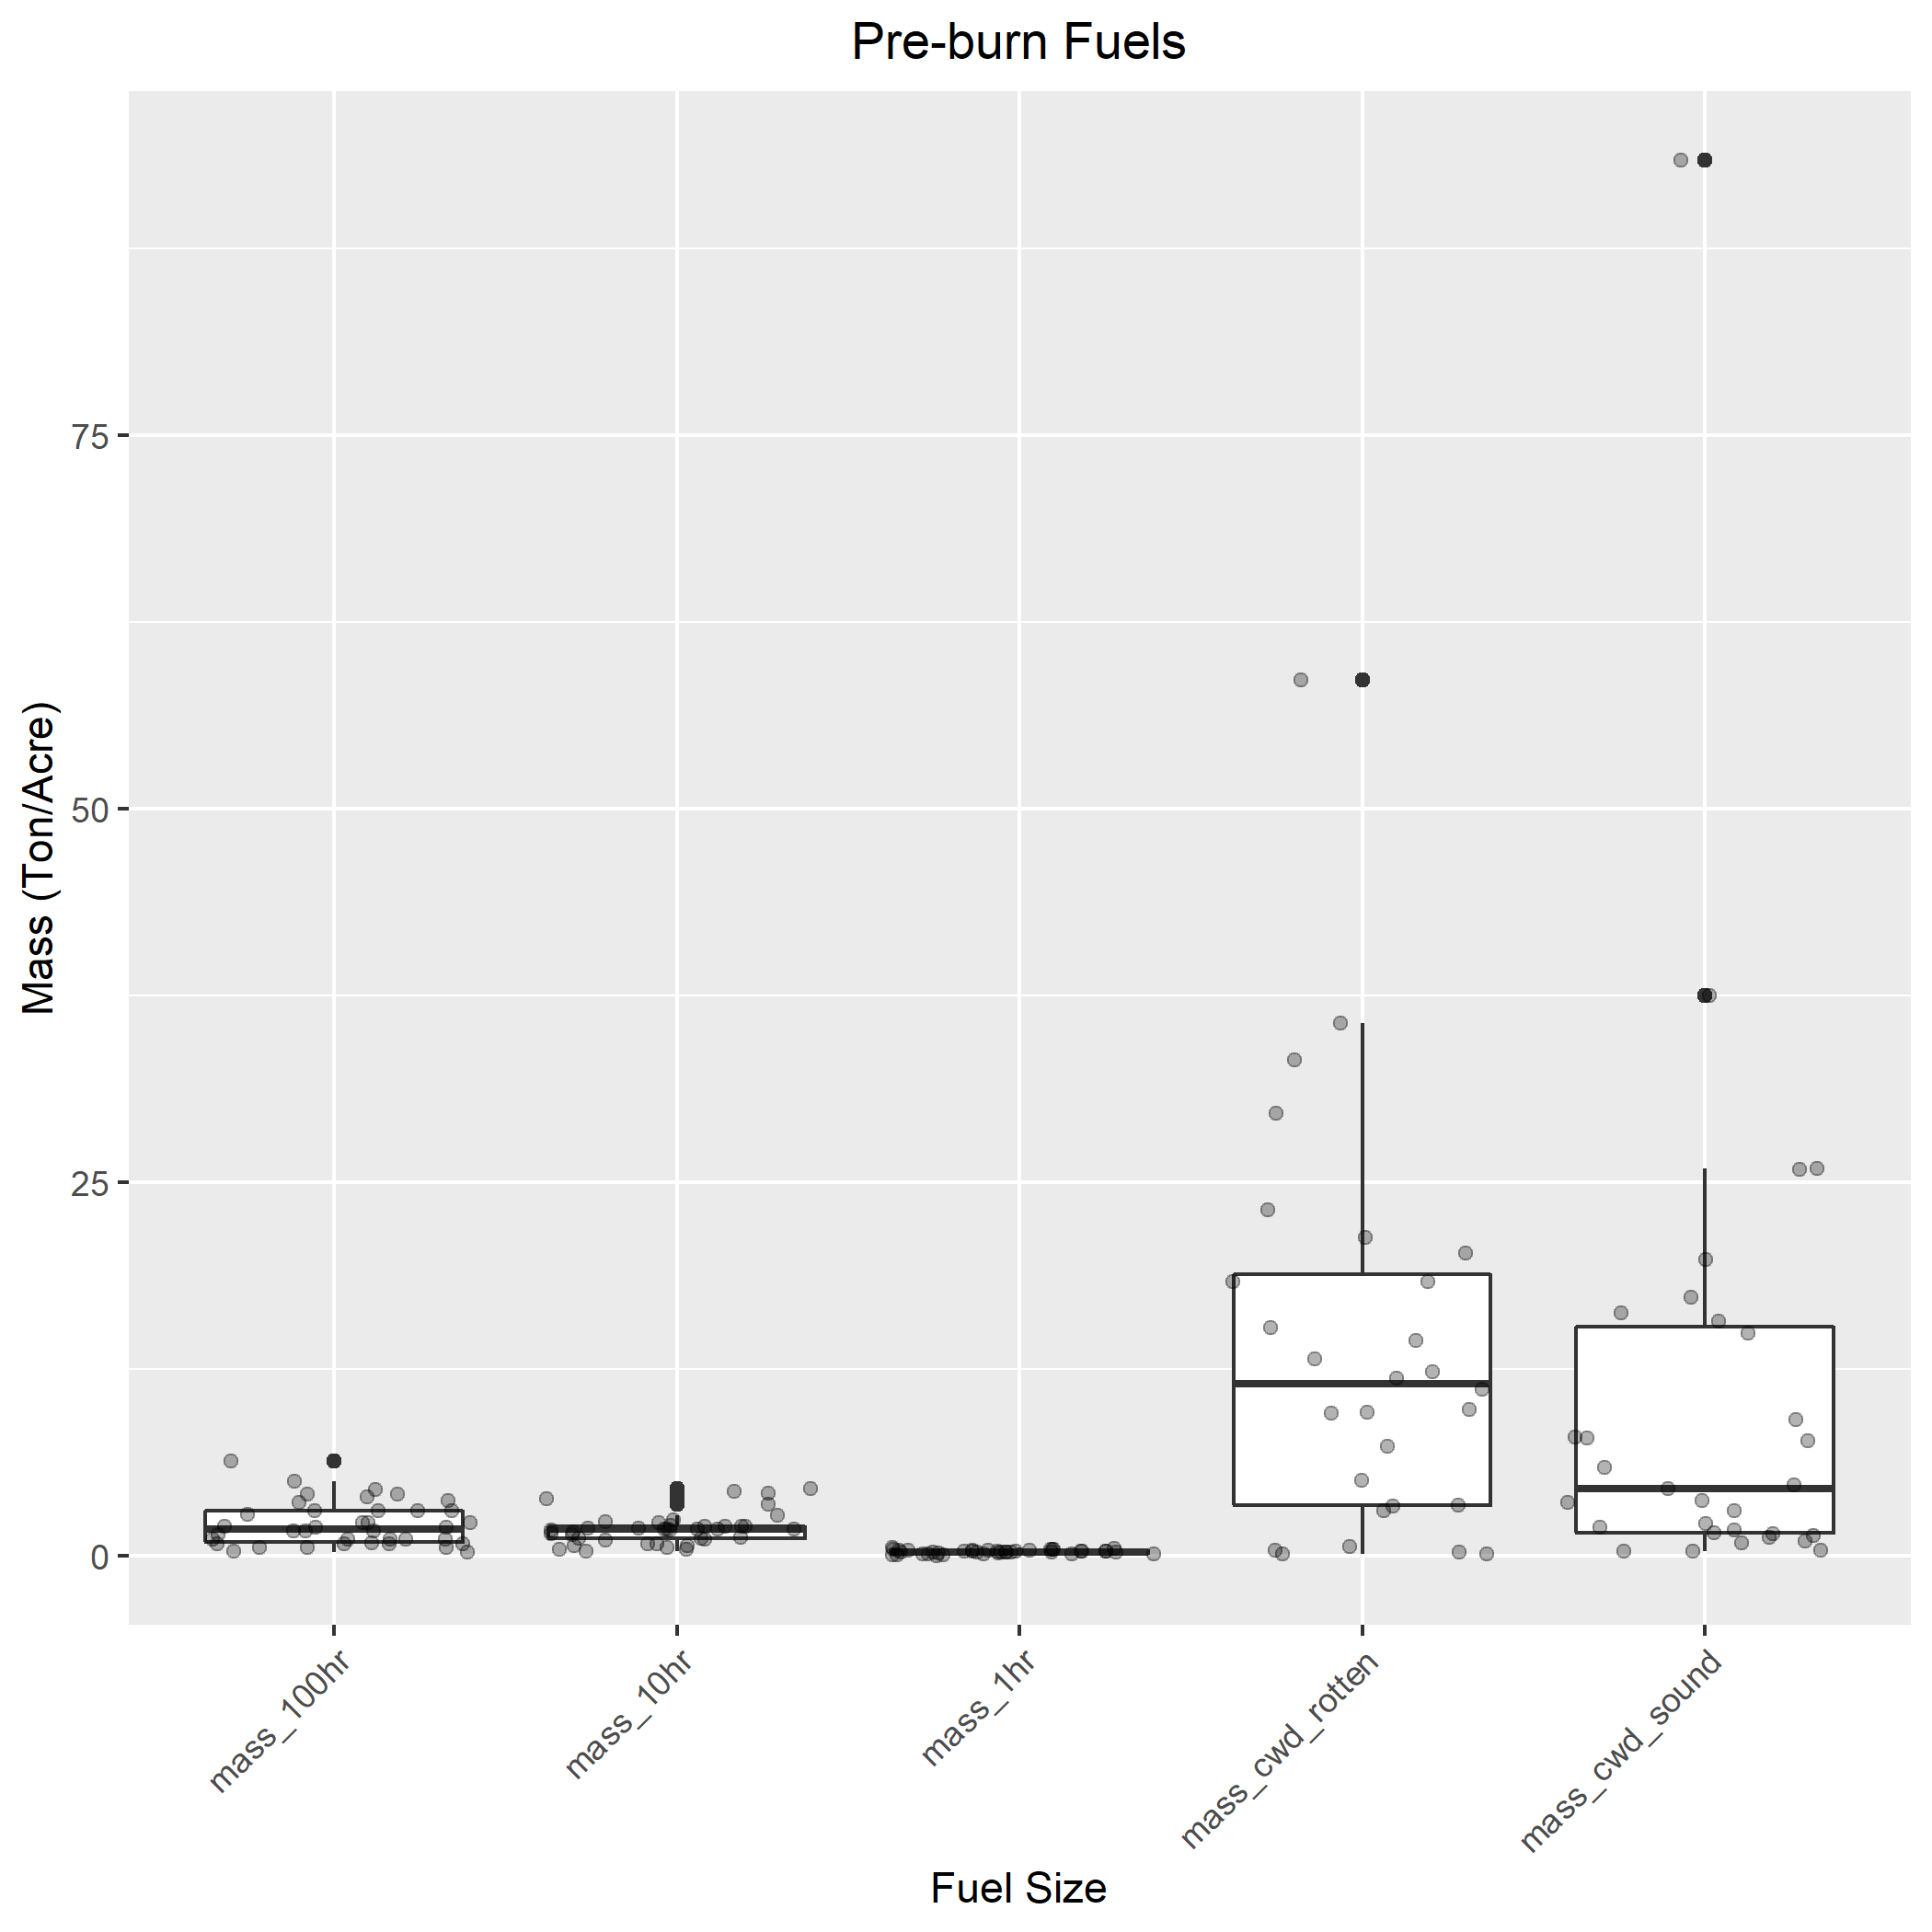 Pre-burn Fuels
Mass (Ton/Acre)
75
50
25
0
mass_100hr
mass_10hr
mass_1hr
mass_cwd_rotten
mass_cwd_sound
Fuel Size